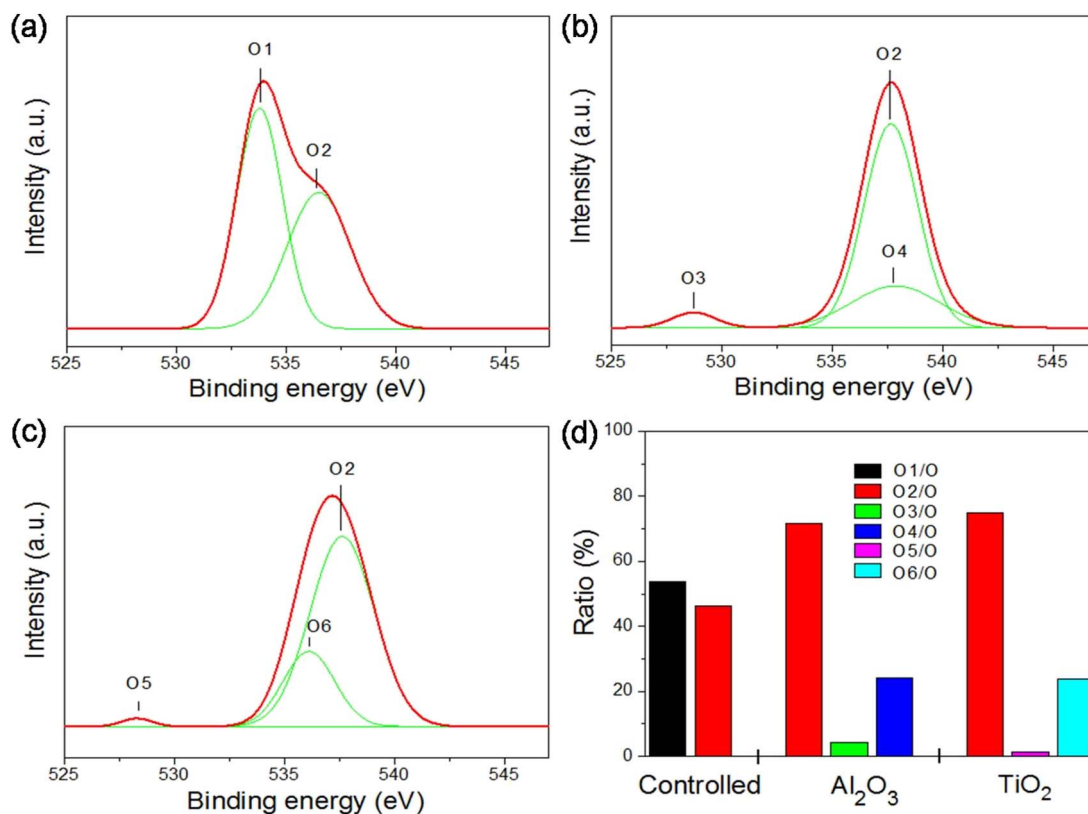 (a)
O1
O2
Intensity (a.u.)
525 530 535 540 545
Binding energy (eV)
(b)
O2
O4
O3
Intensity (a.u.)
525 530 535 540 545
Binding energy (eV)
(c)
O2
O6
O5
Intensity (a.u.)
525 530 535 540 545
Binding energy (eV)
(d)
100
80
60
40
20
0
Ratio (%)
O1/O
O2/O
O3/O
O4/O
O5/O
O6/O
Controlled Al₂O₃ TiO₂